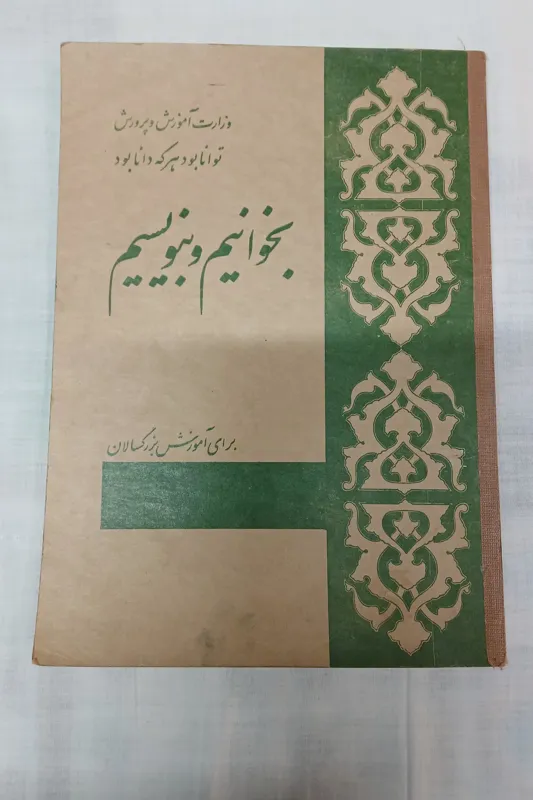 وزارت آموزش و پرورش
توانا بود هر که دانا بود
بخوانیم و بنویسیم
برای آموزش بزرگسالان